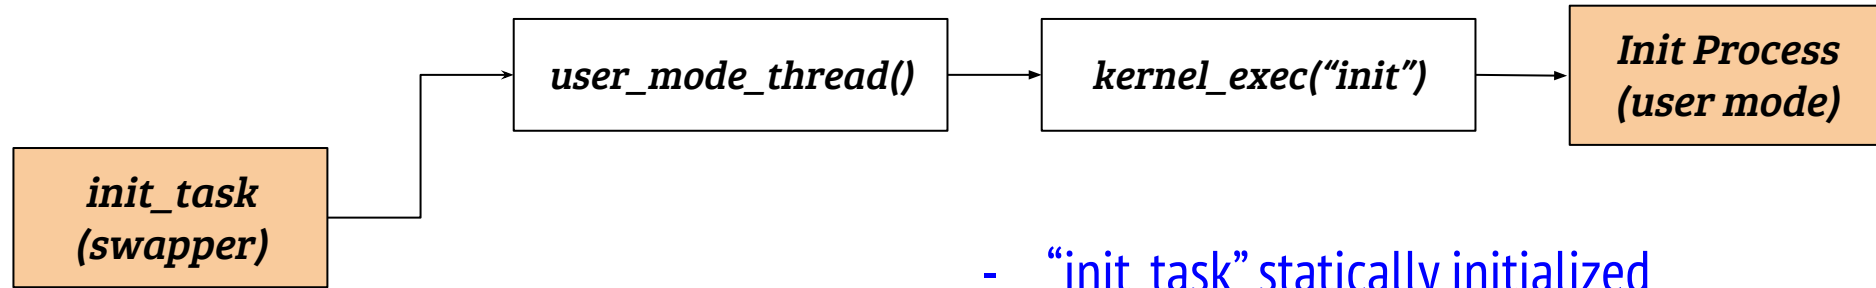 user_mode_thread()
kernel_exec(“init”)
Init Process
(user mode)
init_task
(swapper)
- “init_task” statically initialized